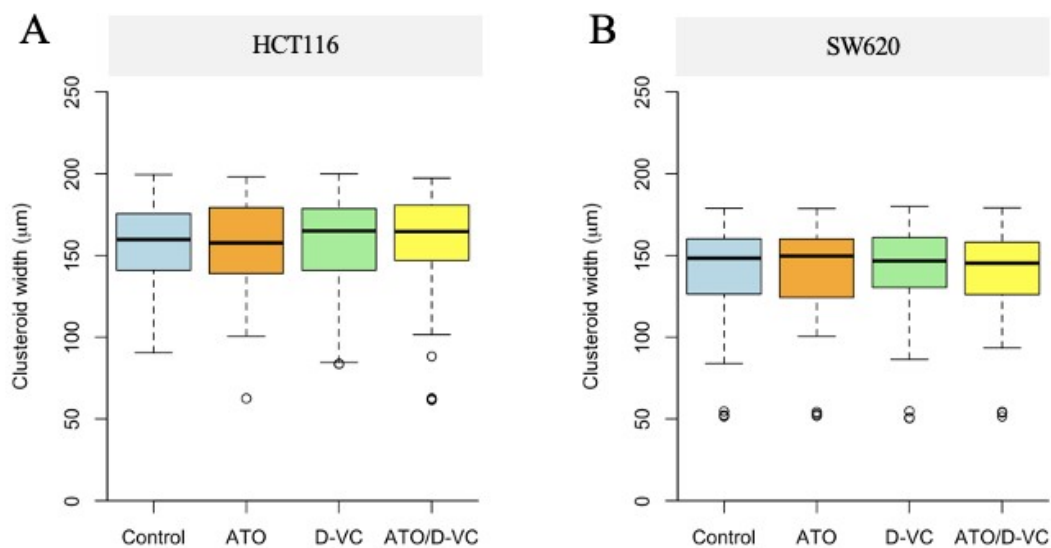 A
HCT116
Clusteroid width (μm)
250
200
150
100
50
0
Control ATO D-VC ATO/D-VC
B
SW620
Clusteroid width (μm)
250
200
150
100
50
0
Control ATO D-VC ATO/D-VC